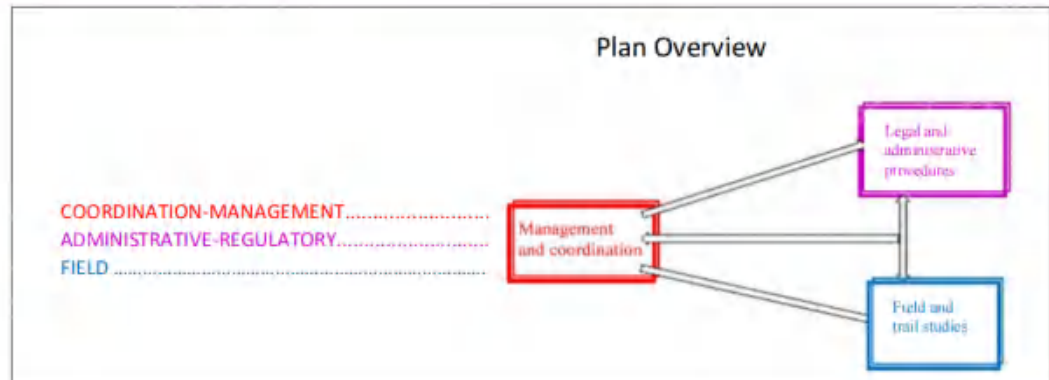 Plan Overview
Legal and
administrative
procedures
COORDINATION-MANAGEMENT............................
ADMINISTRATIVE-REGULATORY.............................
FIELD ......................................................................
Management
and coordination
Field and
trail studies